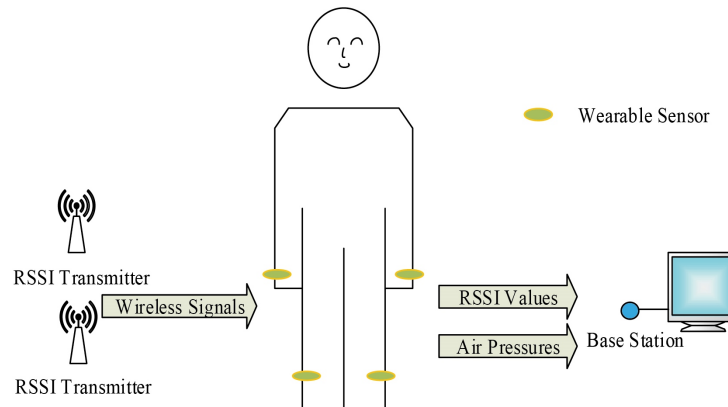 Wearable Sensor
RSSI Transmitter
Wireless Signals
RSSI Transmitter
RSSI Values
Air Pressures
Base Station